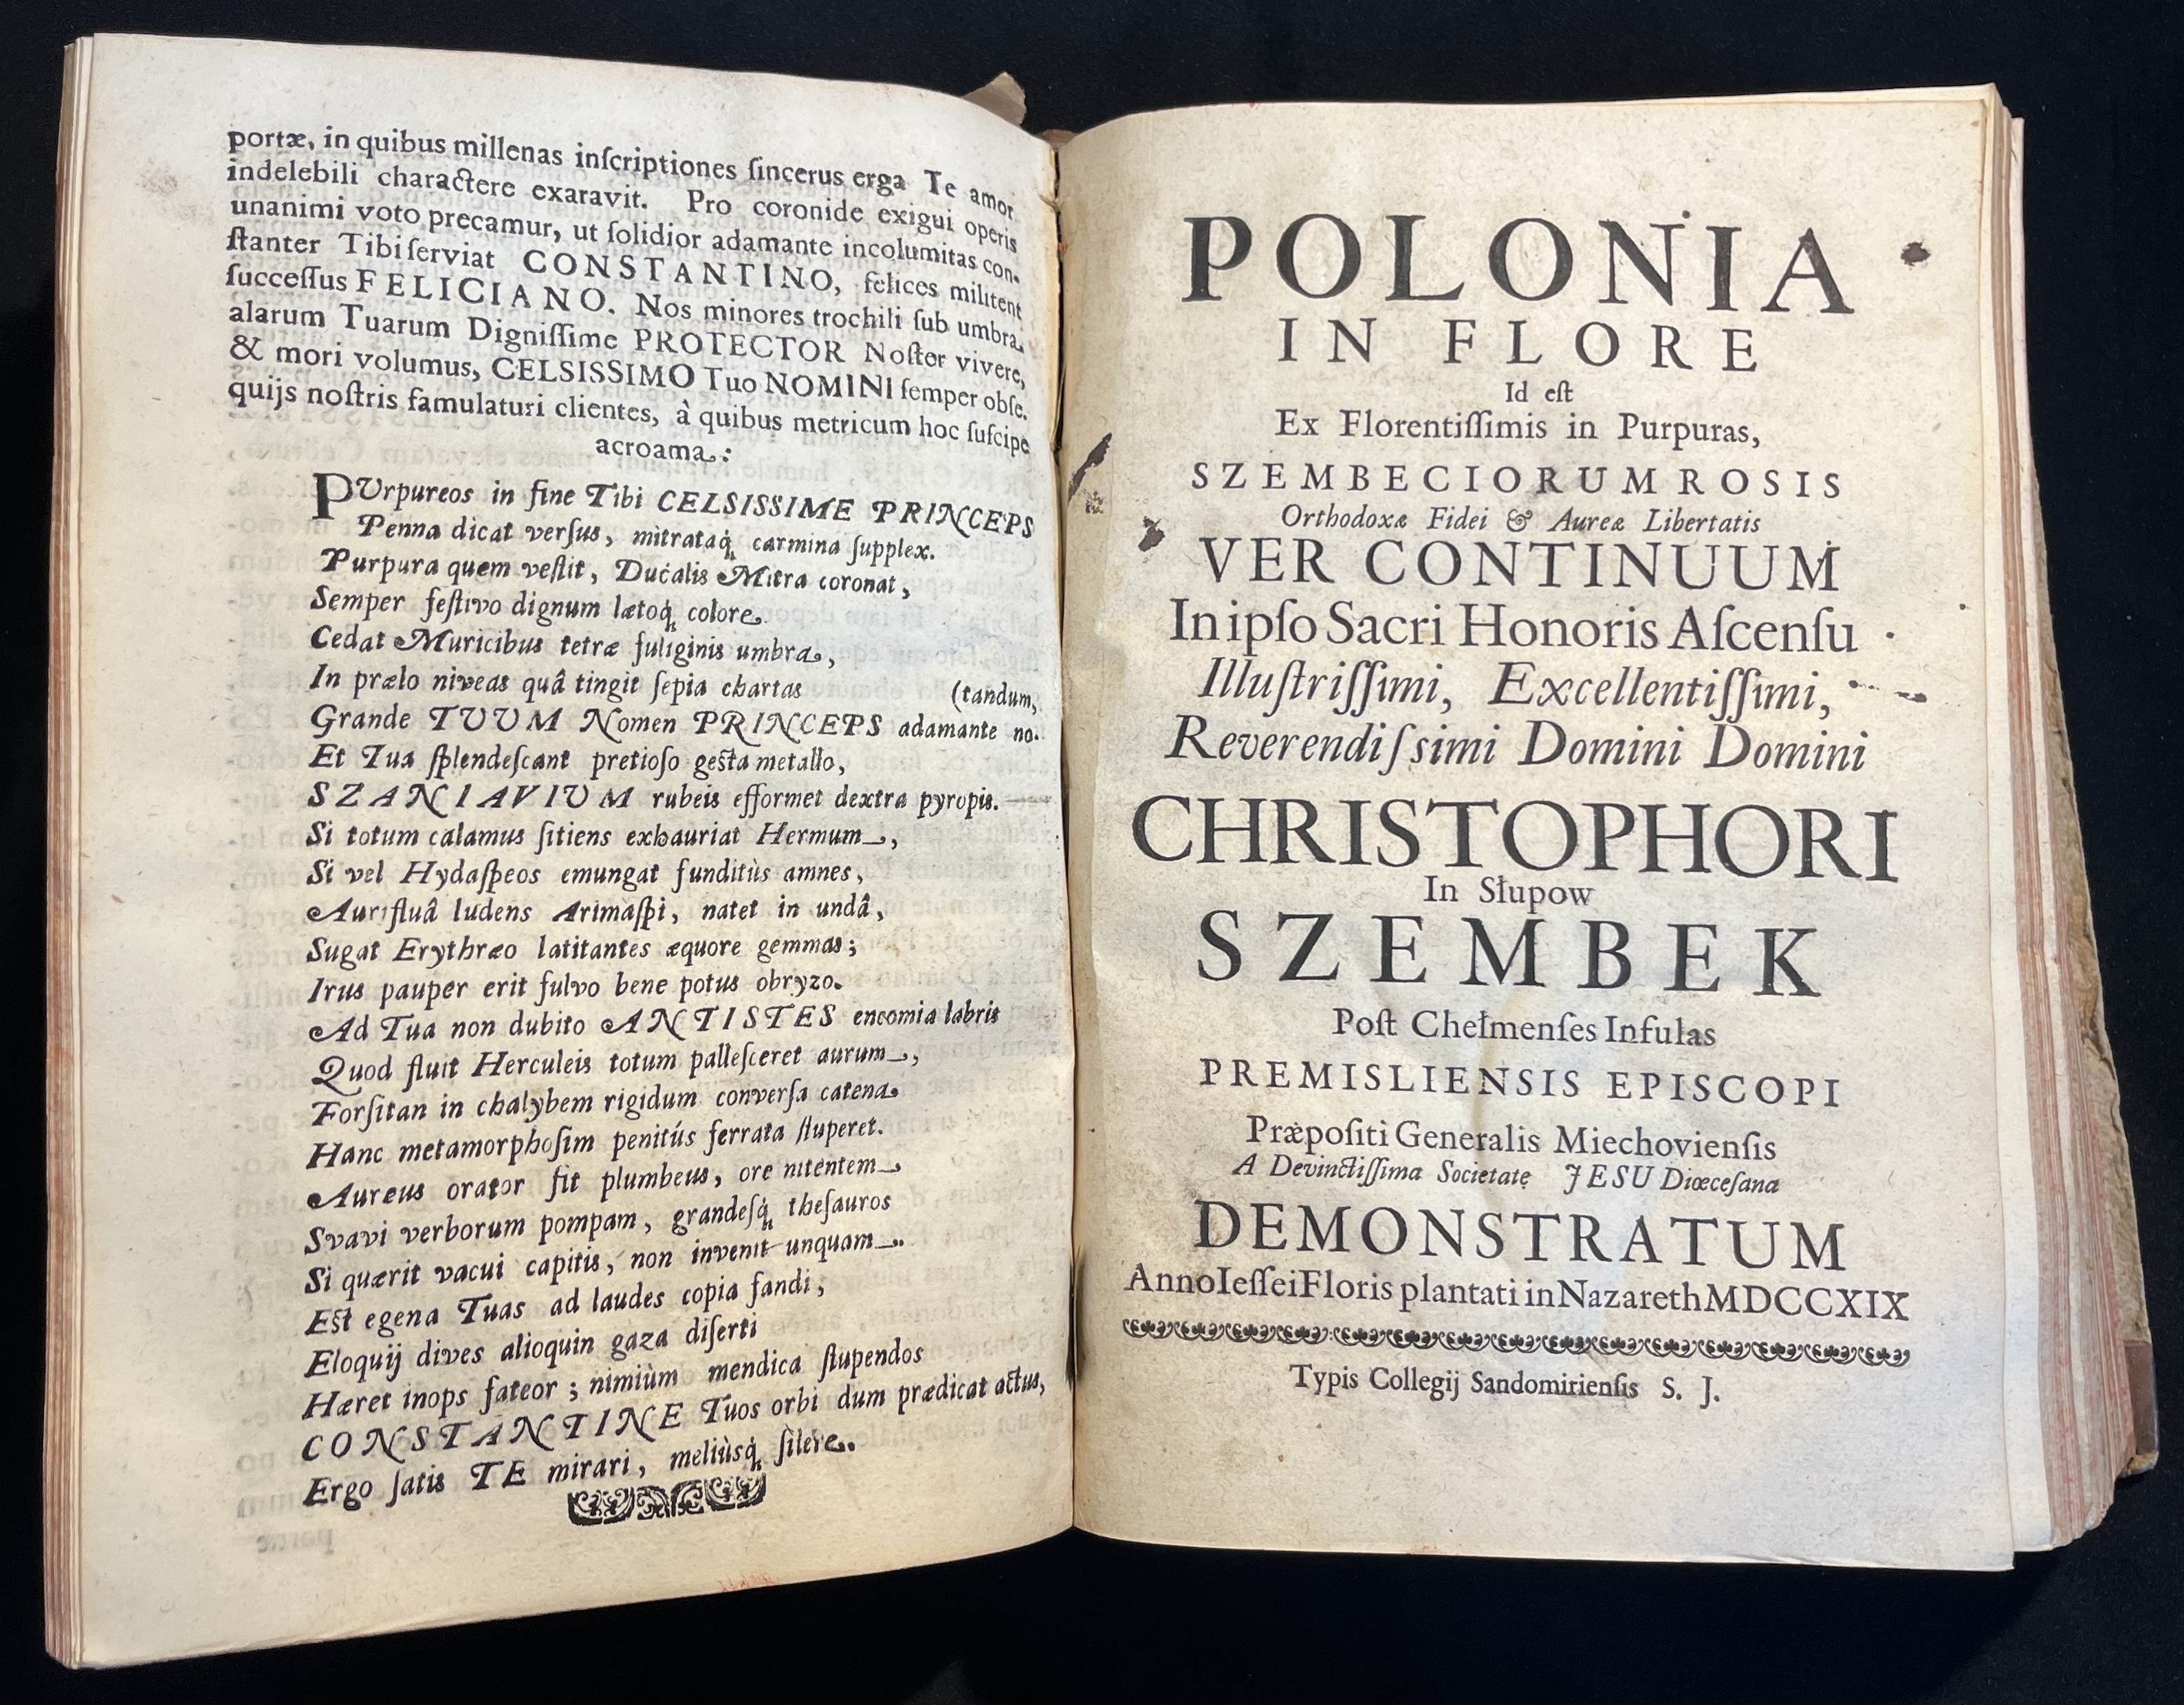 portæ, in quibus millenas inſcriptiones ſincerus erga Te amor
indelebili charactere exaravit. Pro coronide exigui operis
unanimi voto precamur, ut ſolidior adamante incolumitas con-
ſtanter Tibi ſerviat CONSTANTINO, felices militent
ſucceſſus FELICIANO. Nos minores trochili ſub umbra
alarum Tuarum Digniſſime PROTECTOR Noſter vivere,
& mori volumus, CELSISSIMO Tuo NOMINI ſemper obſe-
quijs noſtris famulaturi clientes, à quibus metricum hoc ſuſcipe
acroama:
PUrpureos in fine Tibi CELSISSIME PRINCEPS
Penna dicat verſus, mitrataq́; carmina ſupplex.
Purpura quem veſtit, Ducalis Mitra coronat,
Semper feſtivo dignum lætoq́; colore.
Cedat Muricibus tetræ fuliginis umbra,
In prælo niveas quâ tingit ſepia chartas
(tandum,
Grande TUUM Nomen PRINCEPS adamante no-
Et Tua ſplendeſcant pretioſo geſta metallo,
SZANIAVIUM rubeis efformet dextra pyropis.
Si totum calamus ſitiens exhauriat Hermum,
Si vel Hydaſpeos emungat funditùs amnes,
Aurifluâ ludens Arimaſpi, natet in undâ,
Sugat Erythræo latitantes æquore gemmas;
Irus pauper erit fulvo bene potus obryzo.
Ad Tua non dubito ANTISTES encomia labris
Quod fluit Herculeis totum palleſceret aurum,
Forſitan in chalybem rigidum converſa catena
Hanc metamorphoſim penitús ferrata ſtuperet.
Aureus orator fit plumbeus, ore nitentem
Svavi verborum pompam, grandeſq́; theſauros
Si quærit vacui capitis, non invenit unquam.
Eſt egena Tuas ad laudes copia fandi,
Eloquij dives alioquin gaza diſerti
Hæret inops fateor; nimiùm mendica ſtupendos
CONSTANTINE Tuos orbi dum prædicat actus,
Ergo ſatis TE mirari, meliùsq́; ſilere.
POLONIA
IN FLORE
Id eſt
Ex Florentiſſimis in Purpuras,
SZEMBECIORUM ROSIS
Orthodoxæ Fidei & Aureæ Libertatis
VER CONTINUUM
In ipſo Sacri Honoris Aſcenſu
Illuſtriſſimi, Excellentiſſimi,
Reverendiſsimi Domini Domini
CHRISTOPHORI
In Słupow
SZEMBEK
Poſt Chełmenſes Infułas
PREMISLIENSIS EPISCOPI
Præpoſiti Generalis Miechovienſis
A Devinctiſſima Societate JESU Diœceſana
DEMONSTRATUM
Anno Ieſſei Floris plantati in Nazareth MDCCXIX
Typis Collegij Sandomirienſis S. J.